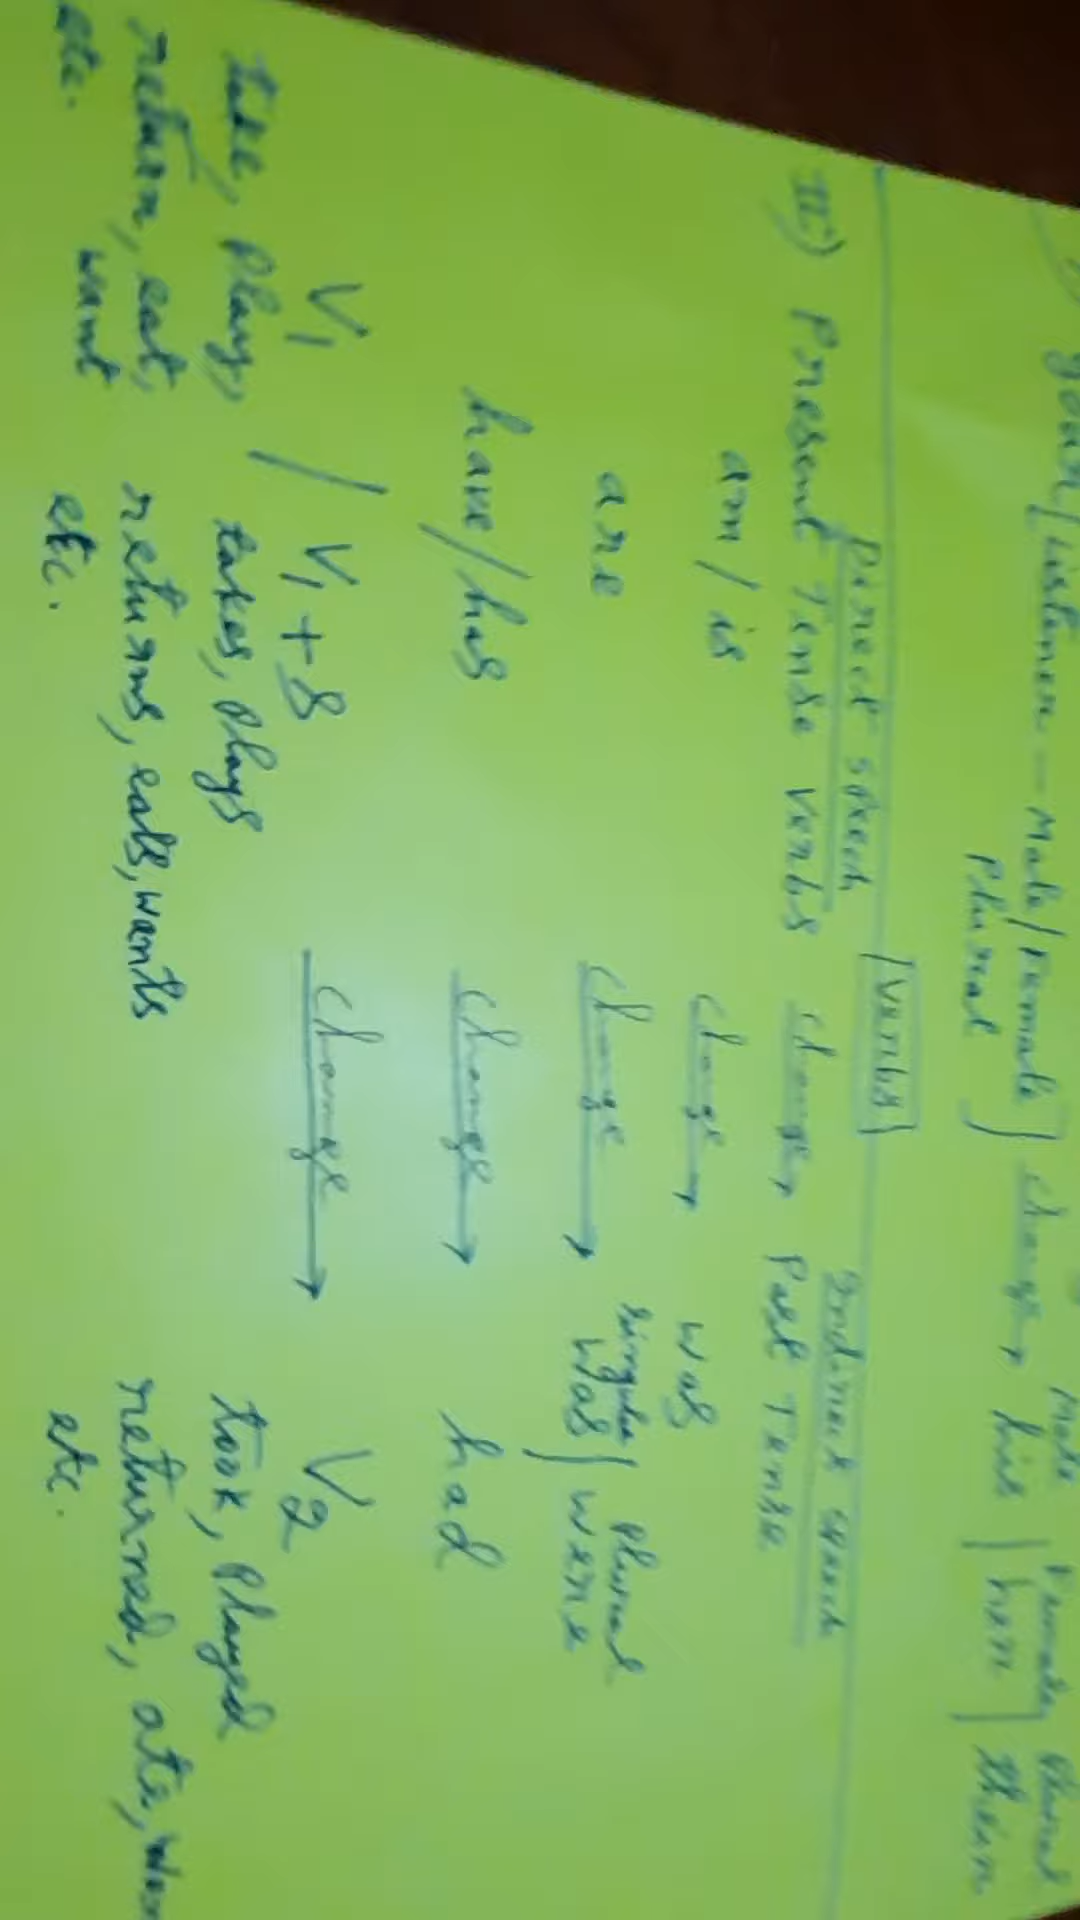 your/Listener - Male/Female/ Plural change→ his/her/their
Male Female Plural
Verbs
Direct speech Indirect speech
II) Present Tense Verbs change→ Past Tense
am/is change→ was
are change→ was/were
singular plural
have/has change→ had
V1 / V1+s change→ V2
take, play, takes, plays took, played
return, eat, returns, eats, wants returned, ate,
want
etc. etc. etc.